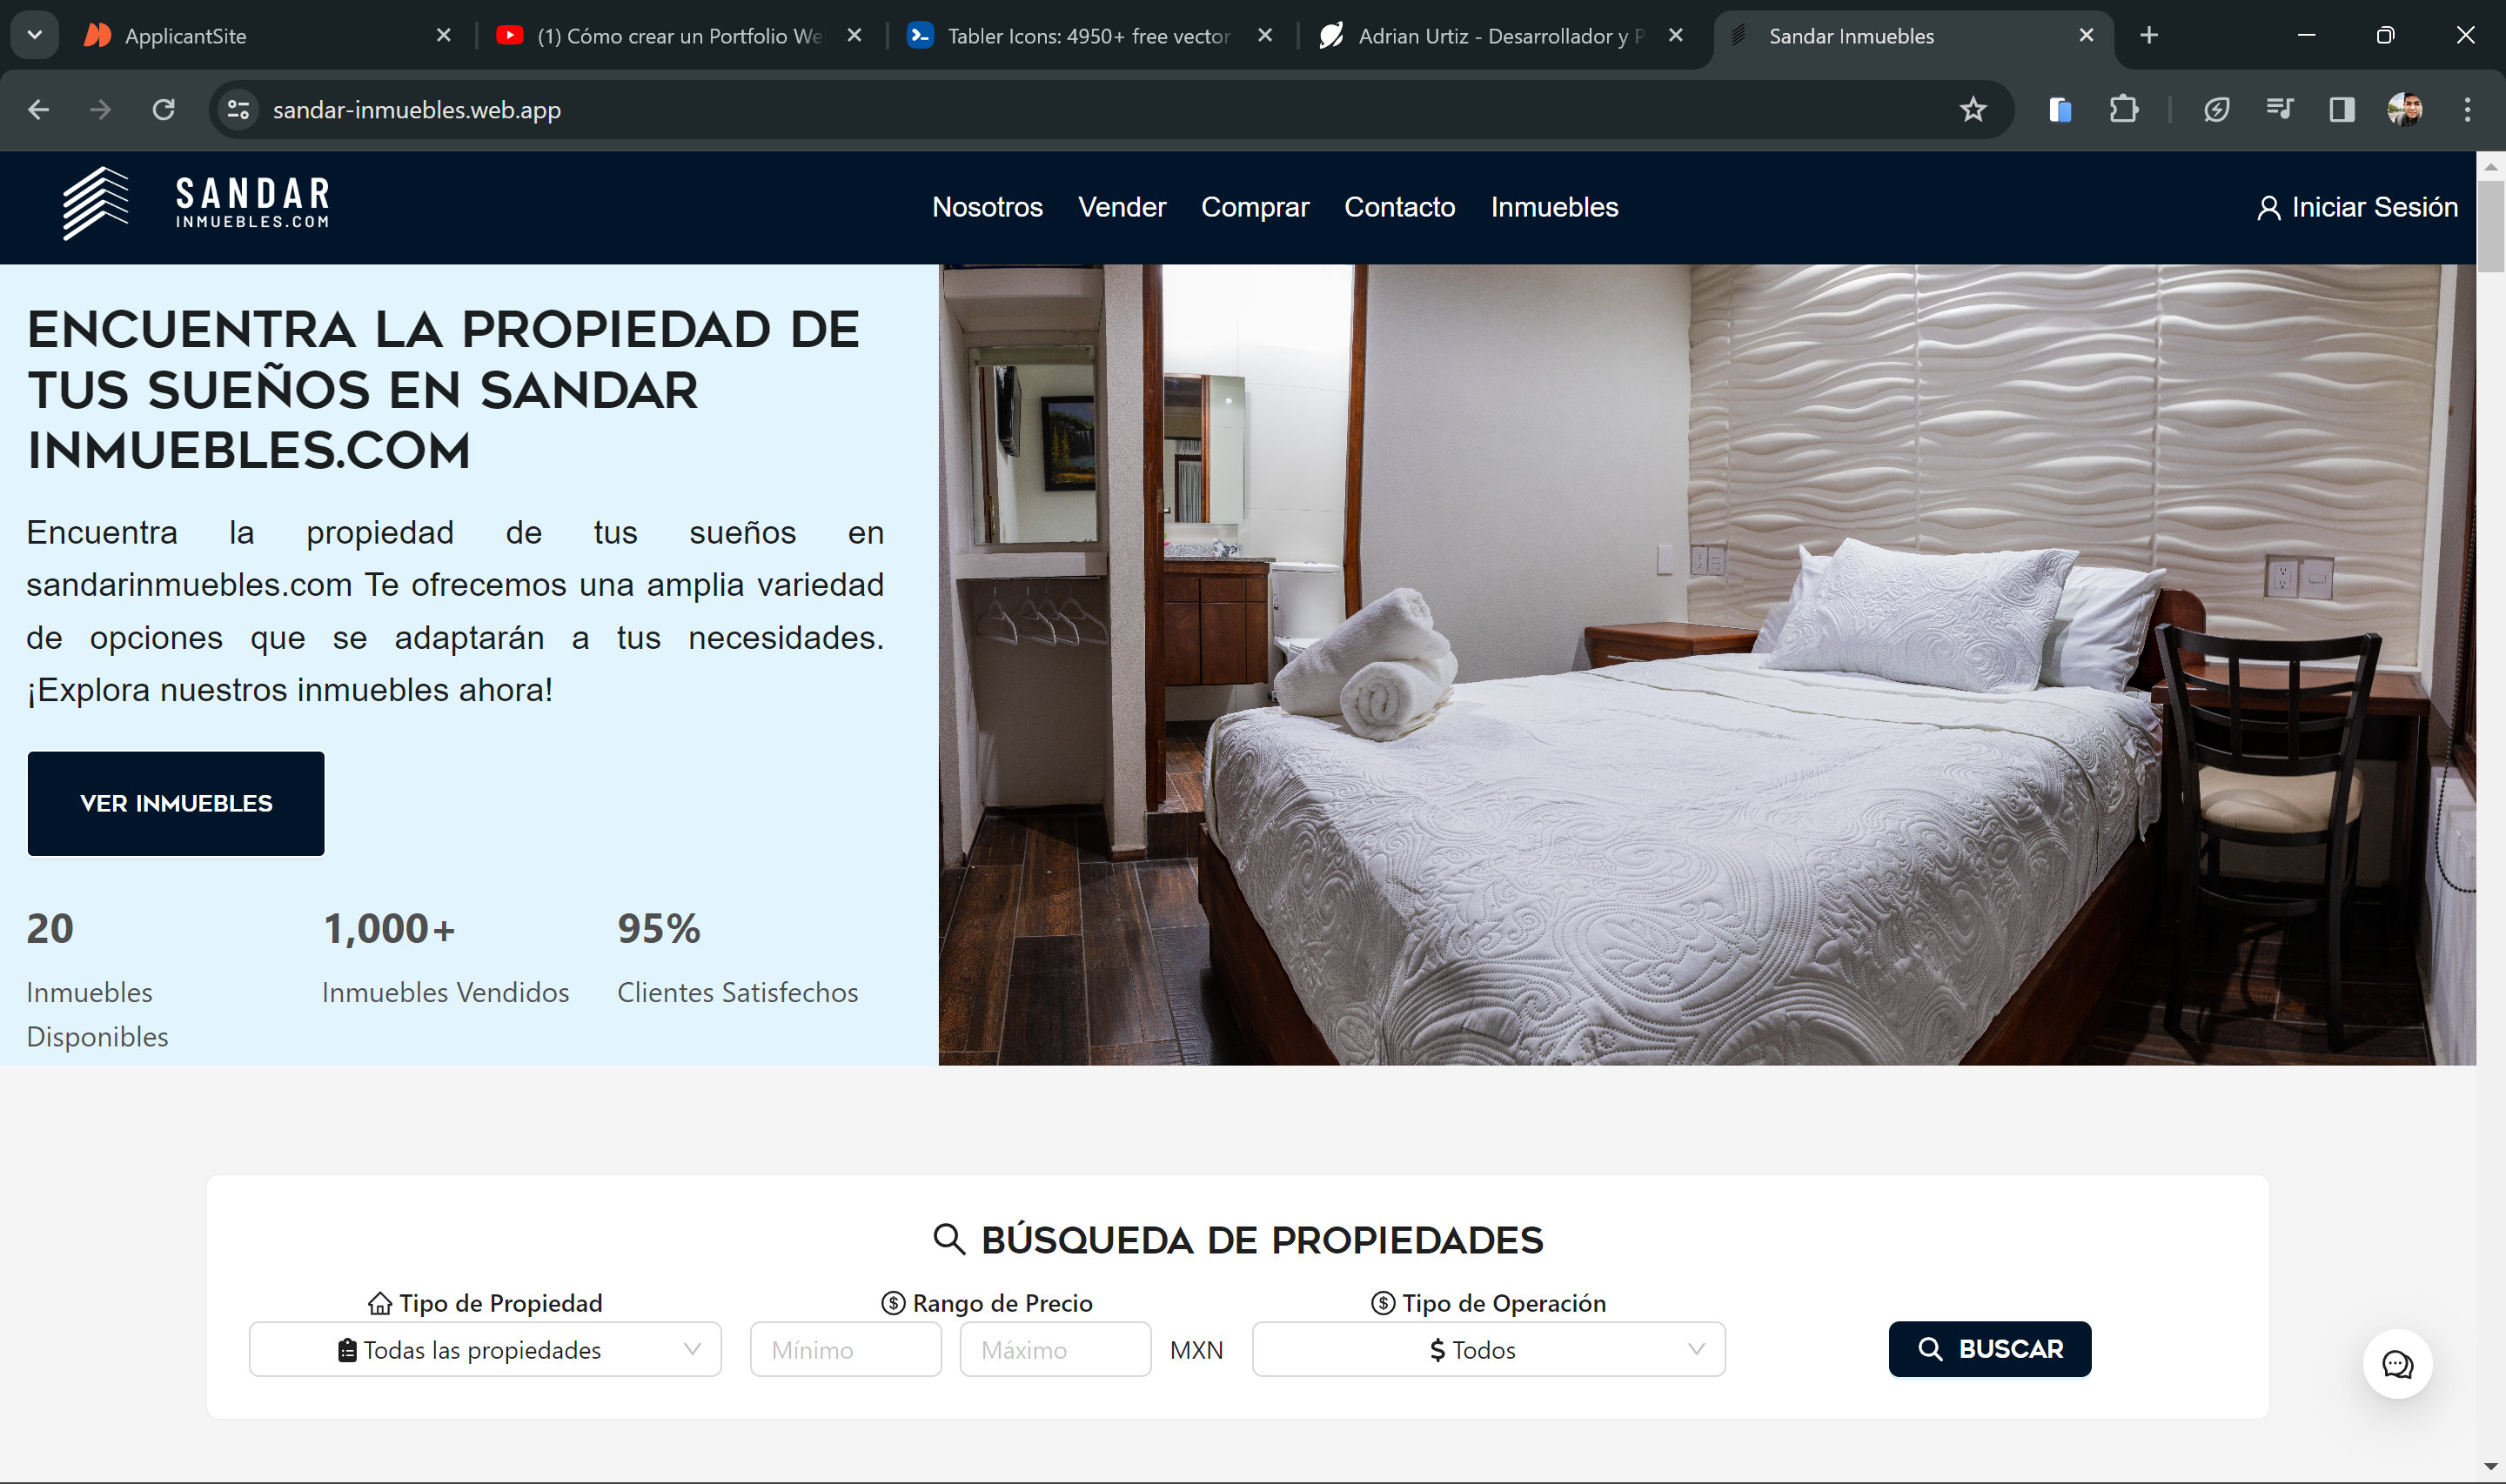 ApplicantSite
(1) Cómo crear un Portfolio We
Tabler Icons: 4950+ free vector
Adrian Urtiz - Desarrollador y P
Sandar Inmuebles
sandar-inmuebles.web.app
SANDAR
INMUEBLES.COM
Nosotros
Vender
Comprar
Contacto
Inmuebles
Iniciar Sesión
ENCUENTRA LA PROPIEDAD DE
TUS SUEÑOS EN SANDAR
INMUEBLES.COM
Encuentra la propiedad de tus sueños en
sandarinmuebles.com Te ofrecemos una amplia variedad
de opciones que se adaptarán a tus necesidades.
¡Explora nuestros inmuebles ahora!
VER INMUEBLES
20
Inmuebles
Disponibles
1,000+
Inmuebles Vendidos
95%
Clientes Satisfechos
BÚSQUEDA DE PROPIEDADES
Tipo de Propiedad
Todas las propiedades
Rango de Precio
Mínimo
Máximo
MXN
Tipo de Operación
$ Todos
BUSCAR